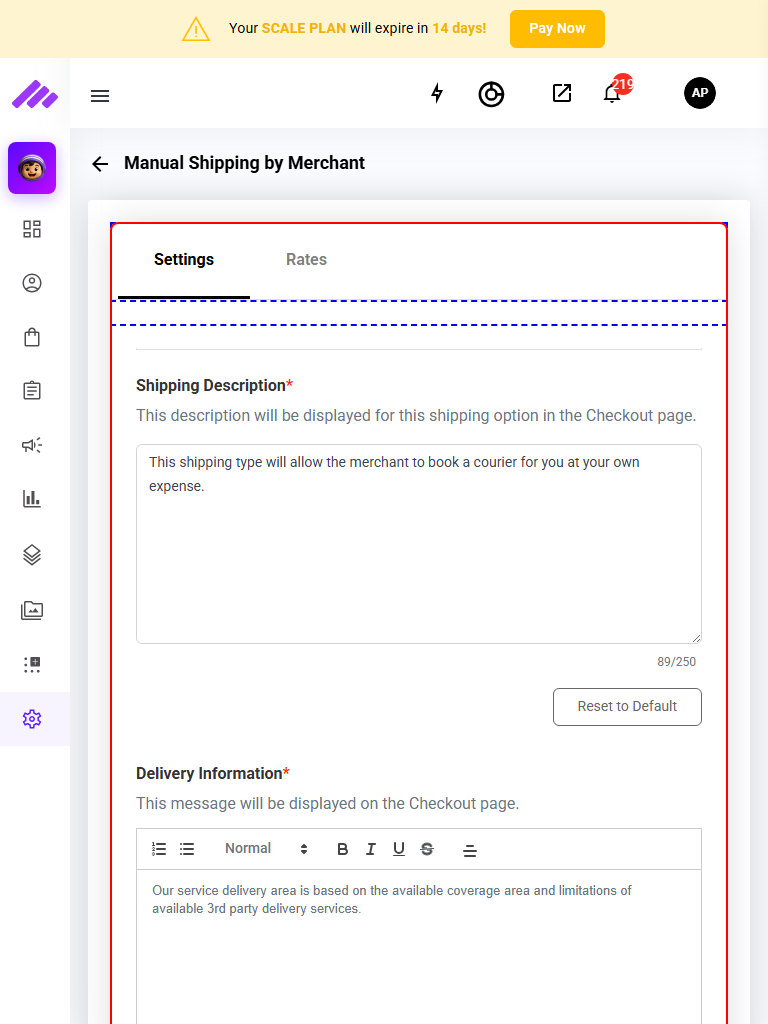 Your SCALE PLAN will expire in 14 days!
Pay Now
219
AP
Manual Shipping by Merchant
Settings
Rates
Shipping Description*
This description will be displayed for this shipping option in the Checkout page.
This shipping type will allow the merchant to book a courier for you at your own
expense.
89/250
Reset to Default
Delivery Information*
This message will be displayed on the Checkout page.
Normal
B I U S
Our service delivery area is based on the available coverage area and limitations of
available 3rd party delivery services.